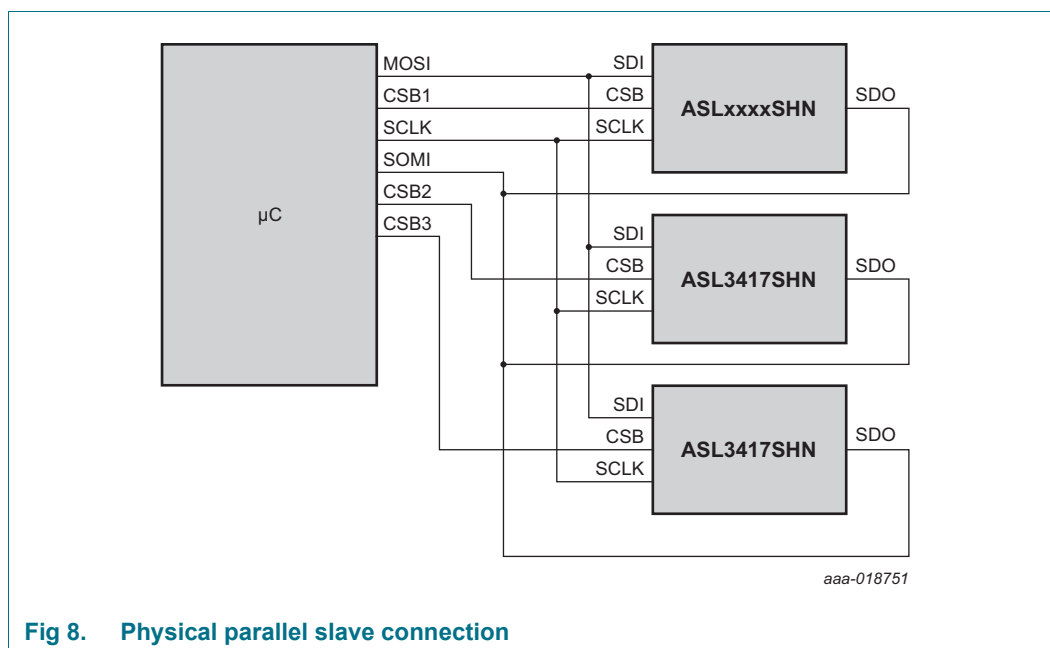 MOSI
CSB1
SCLK
SOMI
CSB2
CSB3
µC
SDI
CSB
SCLK
ASLxxxxSHN
SDO
SDI
CSB
SCLK
ASL3417SHN
SDO
SDI
CSB
SCLK
ASL3417SHN
SDO
aaa-018751
Fig 8. Physical parallel slave connection